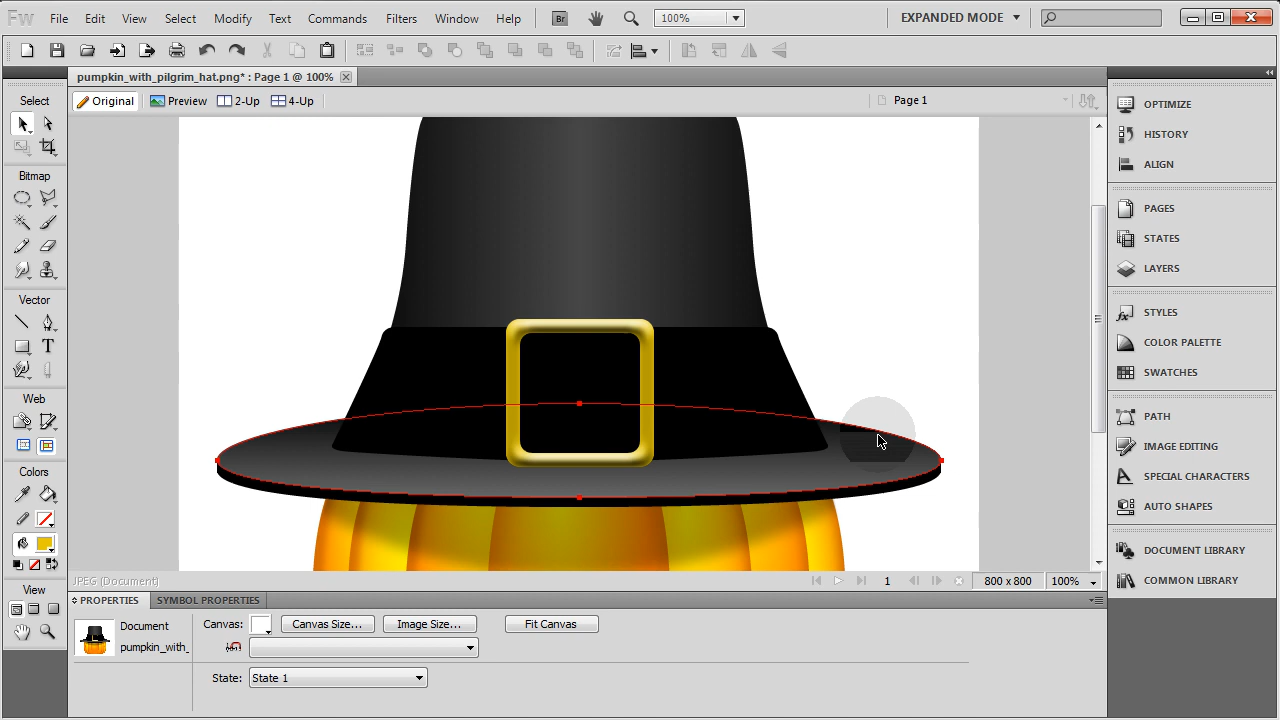 Fw File Edit View Select Modify Text Commands Filters Window Help Br 100% EXPANDED MODE
pumpkin_with_pilgrim_hat.png* : Page 1 @ 100%
Original Preview 2-Up 4-Up Page 1
Select
Bitmap
Vector
T
Web
Colors
View
OPTIMIZE
HISTORY
ALIGN
PAGES
STATES
LAYERS
STYLES
COLOR PALETTE
SWATCHES
PATH
IMAGE EDITING
SPECIAL CHARACTERS
AUTO SHAPES
DOCUMENT LIBRARY
COMMON LIBRARY
JPEG (Document) 1 800 x 800 100%
PROPERTIES SYMBOL PROPERTIES
Document Canvas: Canvas Size... Image Size... Fit Canvas
pumpkin_with_
State: State 1